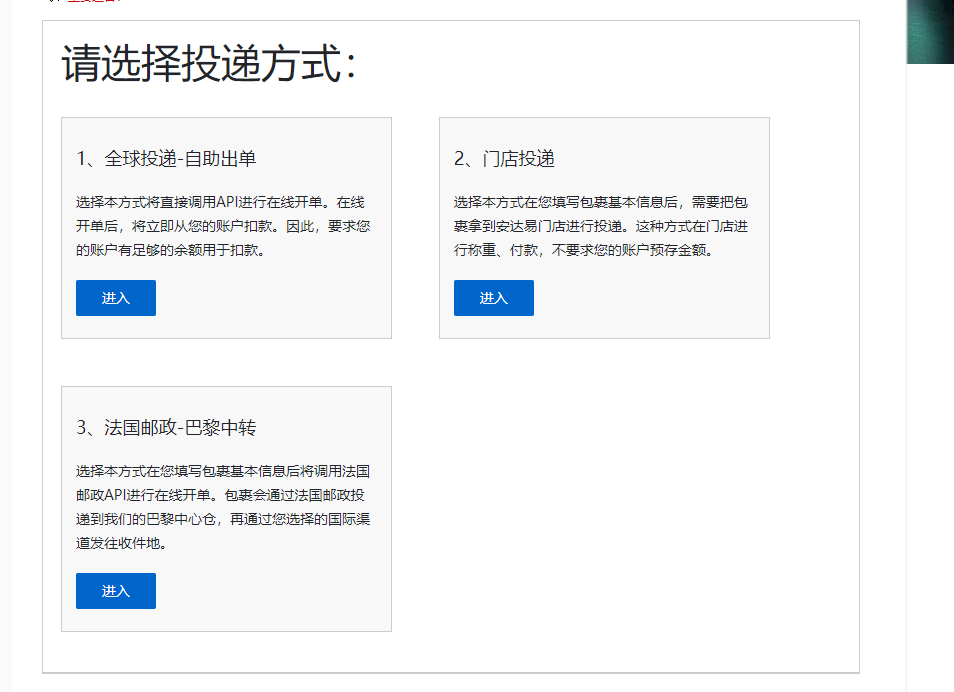 请选择投递方式：
1、全球投递-自助出单
选择本方式将直接调用API进行在线开单。在线
开单后，将立即从您的账户扣款。因此，要求您
的账户有足够的余额用于扣款。
进入
2、门店投递
选择本方式在您填写包裹基本信息后，需要把包
裹拿到安达易门店进行投递。这种方式在门店进
行称重、付款，不要求您的账户预存金额。
进入
3、法国邮政-巴黎中转
选择本方式在您填写包裹基本信息后将调用法国
邮政API进行在线开单。包裹会通过法国邮政投
递到我们的巴黎中心仓，再通过您选择的国际渠
道发往收件地。
进入